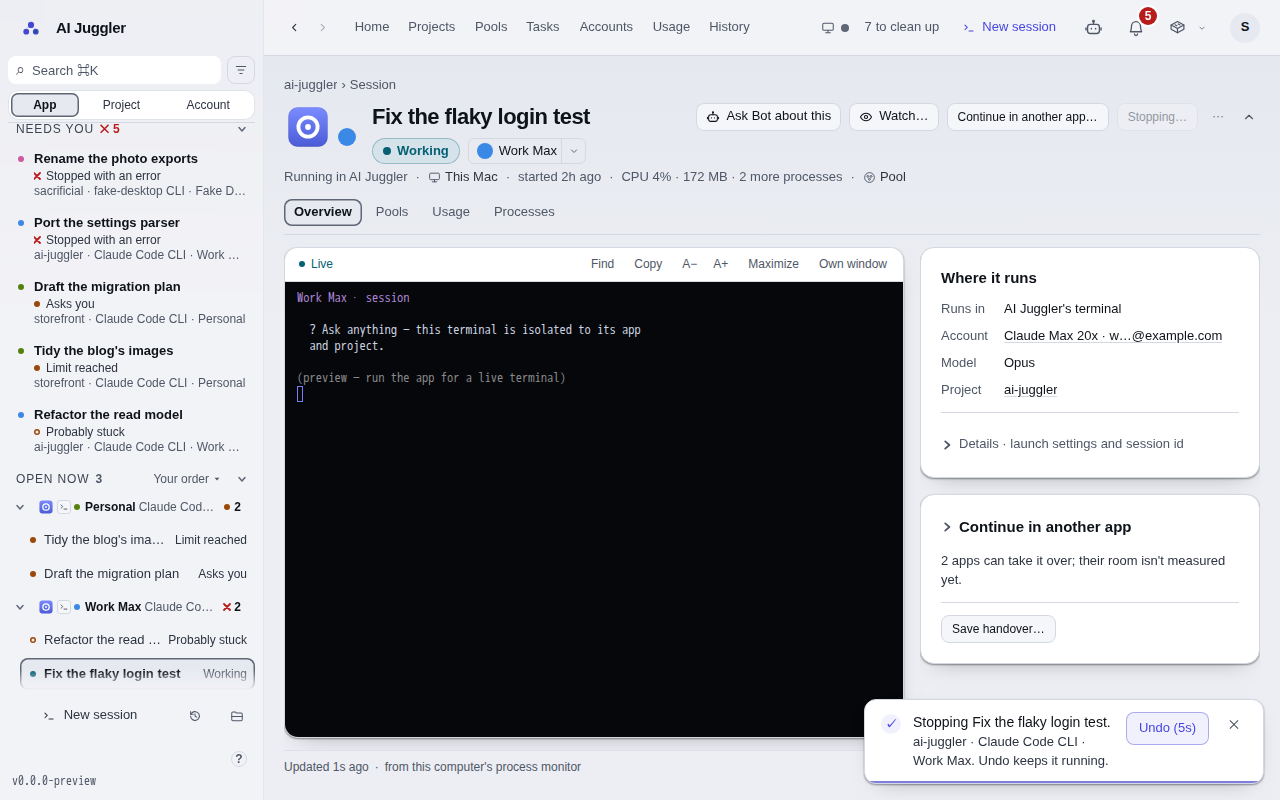 AI Juggler
Home Projects Pools Tasks Accounts Usage History
7 to clean up
New session
5
S
Search ⌘K
App Project Account
NEEDS YOU 5
Rename the photo exports
Stopped with an error
sacrificial · fake-desktop CLI · Fake D…
Port the settings parser
Stopped with an error
ai-juggler · Claude Code CLI · Work …
Draft the migration plan
Asks you
storefront · Claude Code CLI · Personal
Tidy the blog's images
Limit reached
storefront · Claude Code CLI · Personal
Refactor the read model
Probably stuck
ai-juggler · Claude Code CLI · Work …
OPEN NOW 3 Your order
Personal Claude Cod… 2
Tidy the blog's ima… Limit reached
Draft the migration plan Asks you
Work Max Claude Co… 2
Refactor the read … Probably stuck
Fix the flaky login test Working
New session
?
v0.0.0-preview
ai-juggler › Session
Fix the flaky login test
Ask Bot about this Watch… Continue in another app… Stopping… ···
Working Work Max
Running in AI Juggler · This Mac · started 2h ago · CPU 4% · 172 MB · 2 more processes · Pool
Overview Pools Usage Processes
Live Find Copy A− A+ Maximize Own window
Work Max · session
? Ask anything — this terminal is isolated to its app
and project.
(preview — run the app for a live terminal)
Where it runs
Runs in AI Juggler's terminal
Account Claude Max 20x · w…@example.com
Model Opus
Project ai-juggler
Details · launch settings and session id
Continue in another app
2 apps can take it over; their room isn't measured
yet.
Save handover…
Updated 1s ago · from this computer's process monitor
Stopping Fix the flaky login test.
ai-juggler · Claude Code CLI ·
Work Max. Undo keeps it running.
Undo (5s)